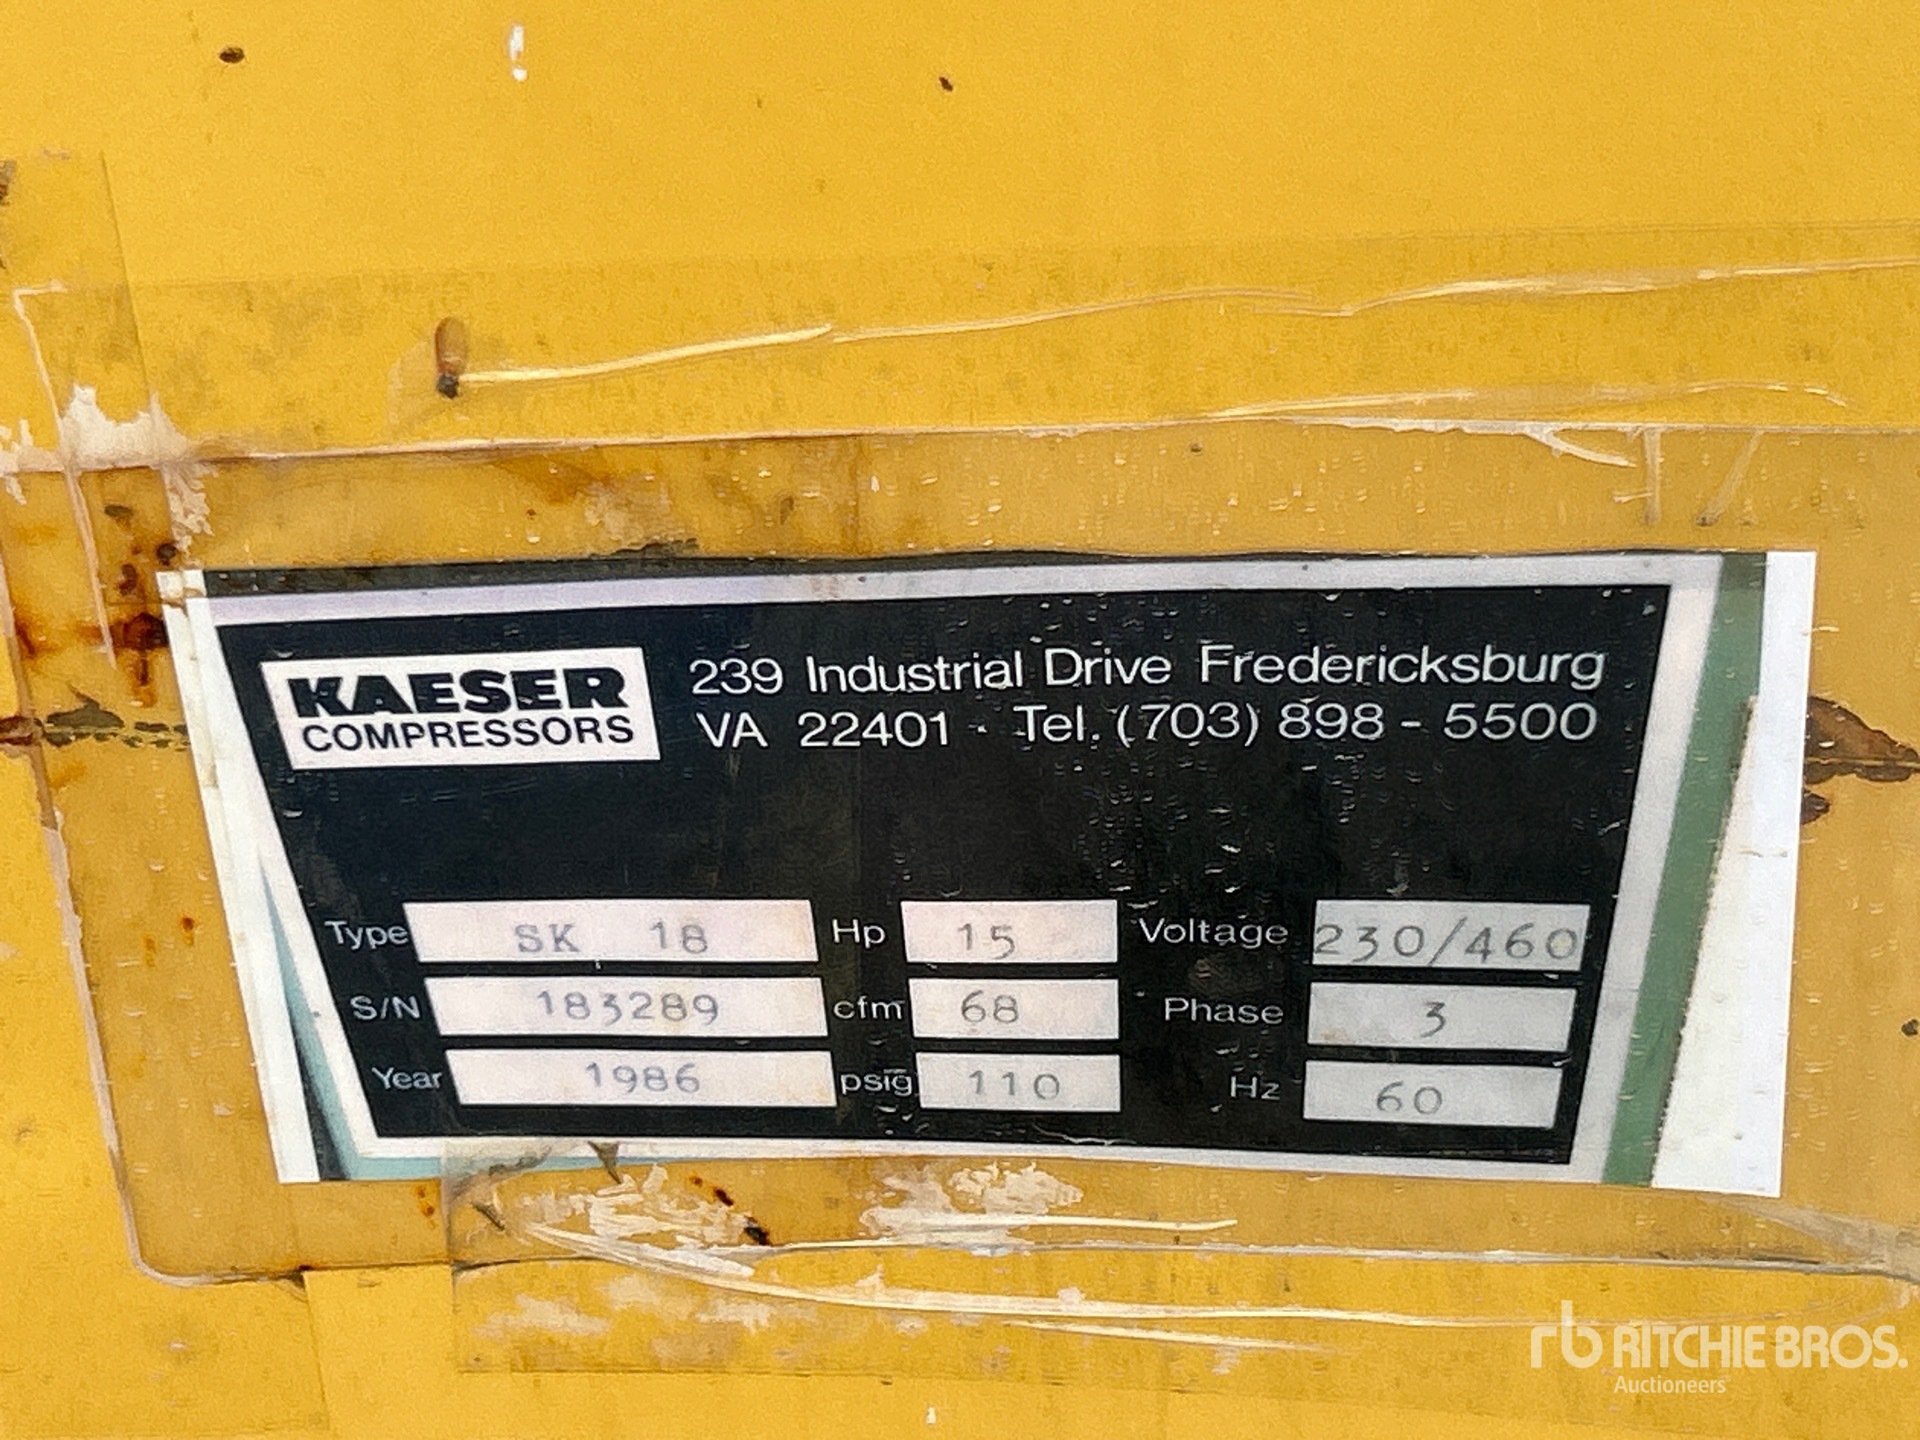 KAESER
COMPRESSORS
239 Industrial Drive Fredericksburg
VA 22401 - Tel. (703) 898 - 5500
Type SK 18 Hp 15 Voltage 230/460
S/N 183289 cfm 68 Phase 3
Year 1986 psig 110 Hz 60
rb RITCHIE BROS.
Auctioneers